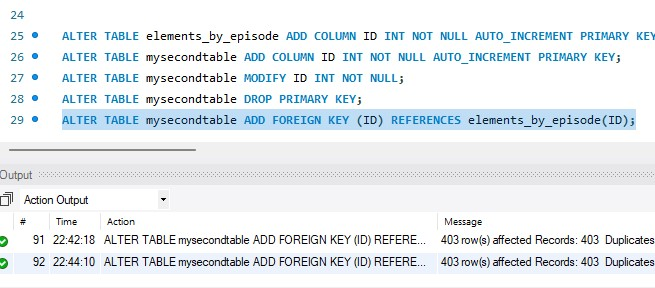 24
25 ALTER TABLE elements_by_episode ADD COLUMN ID INT NOT NULL AUTO_INCREMENT PRIMARY KEY
26 ALTER TABLE mysecondtable ADD COLUMN ID INT NOT NULL AUTO_INCREMENT PRIMARY KEY;
27 ALTER TABLE mysecondtable MODIFY ID INT NOT NULL;
28 ALTER TABLE mysecondtable DROP PRIMARY KEY;
29 ALTER TABLE mysecondtable ADD FOREIGN KEY (ID) REFERENCES elements_by_episode(ID);
Output
Action Output
# Time Action Message
91 22:42:18 ALTER TABLE mysecondtable ADD FOREIGN KEY (ID) REFERE... 403 row(s) affected Records: 403 Duplicates
92 22:44:10 ALTER TABLE mysecondtable ADD FOREIGN KEY (ID) REFERE... 403 row(s) affected Records: 403 Duplicates